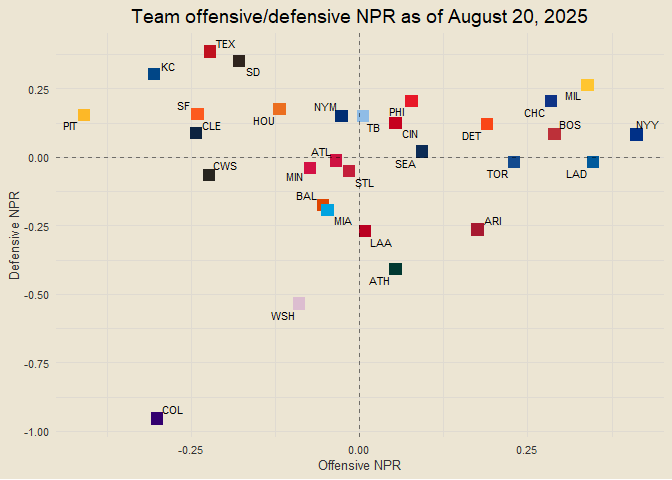 Team offensive/defensive NPR as of August 20, 2025
TEX
KC
SD
0.25
MIL
SF
NYM
PHI
CHC
PIT
HOU
TB
CLE
CIN
DET
BOS
NYY
0.00
ATL
SEA
CWS
MIN
STL
TOR
LAD
BAL
MIA
ARI
Defensive NPR
-0.25
LAA
ATH
-0.50
WSH
-0.75
COL
-1.00
-0.25
0.00
0.25
Offensive NPR